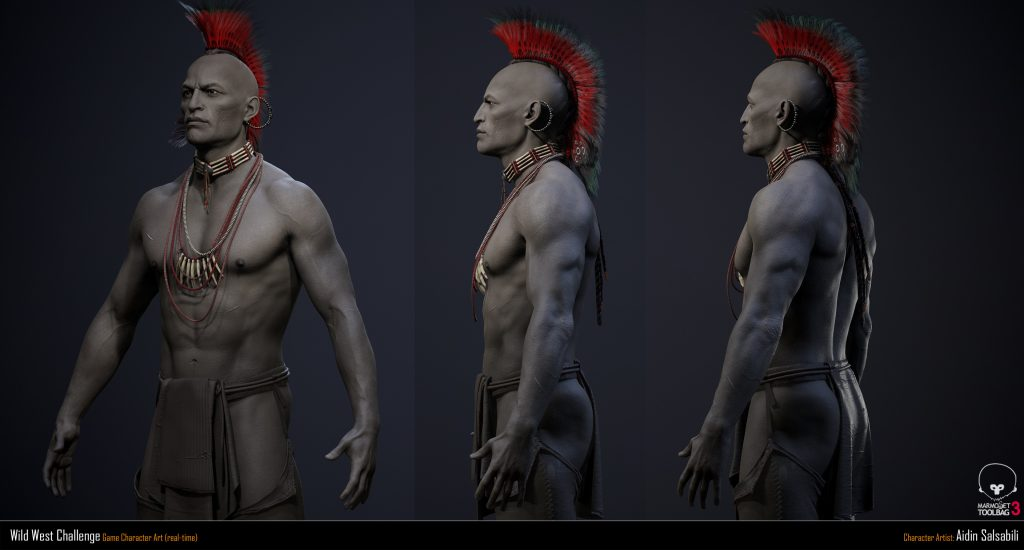 MARMOSET
TOOLBAG 3
Wild West Challenge Game Character Art (real-time)
Character Artist: Aidin Salsabili